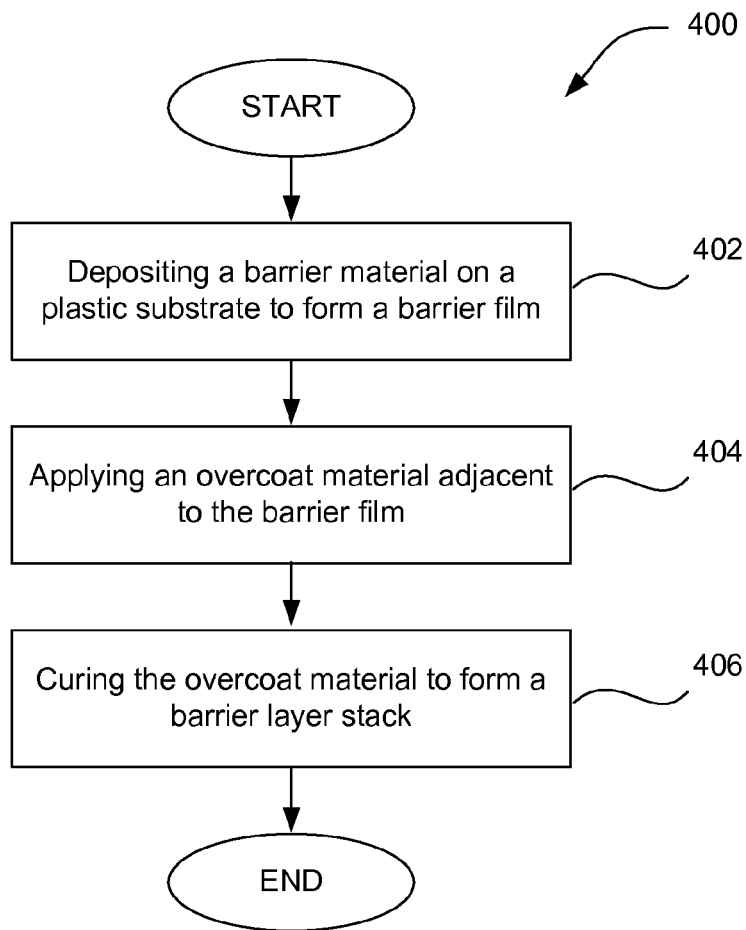 400
START
Depositing a barrier material on a
plastic substrate to form a barrier film
402
Applying an overcoat material adjacent
to the barrier film
404
Curing the overcoat material to form a
barrier layer stack
406
END